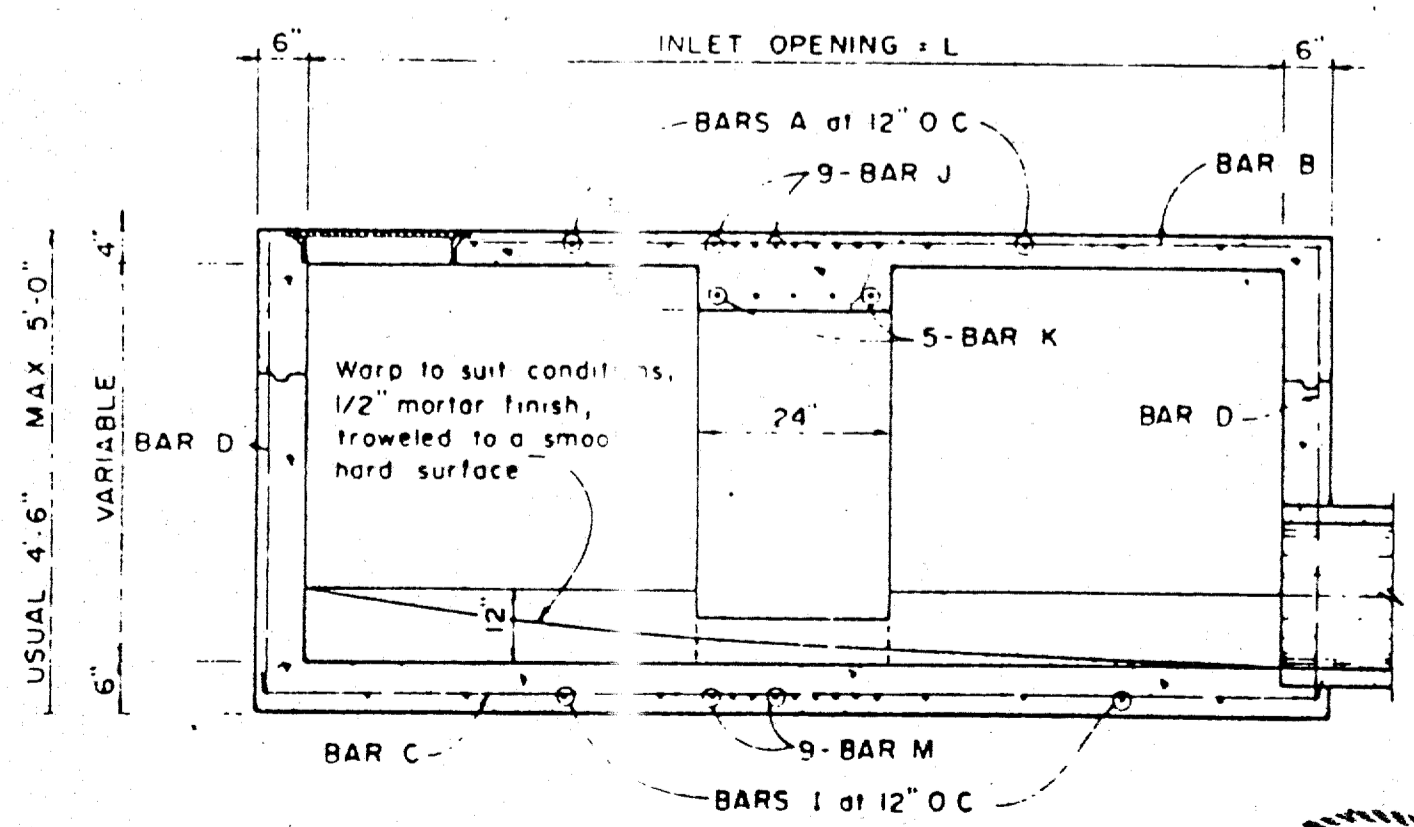 6"
INLET OPENING = L
6"
BARS A at 12" O C
9-BAR J
BAR B
4"
USUAL 4'-6" MAX 5'-0"
VARIABLE
6"
5-BAR K
Warp to suit
1/2" mortar finish,
troweled to a
hard surface
24"
BAR D
BAR D
12"
BAR C
9-BAR M
BARS I at 12" O C